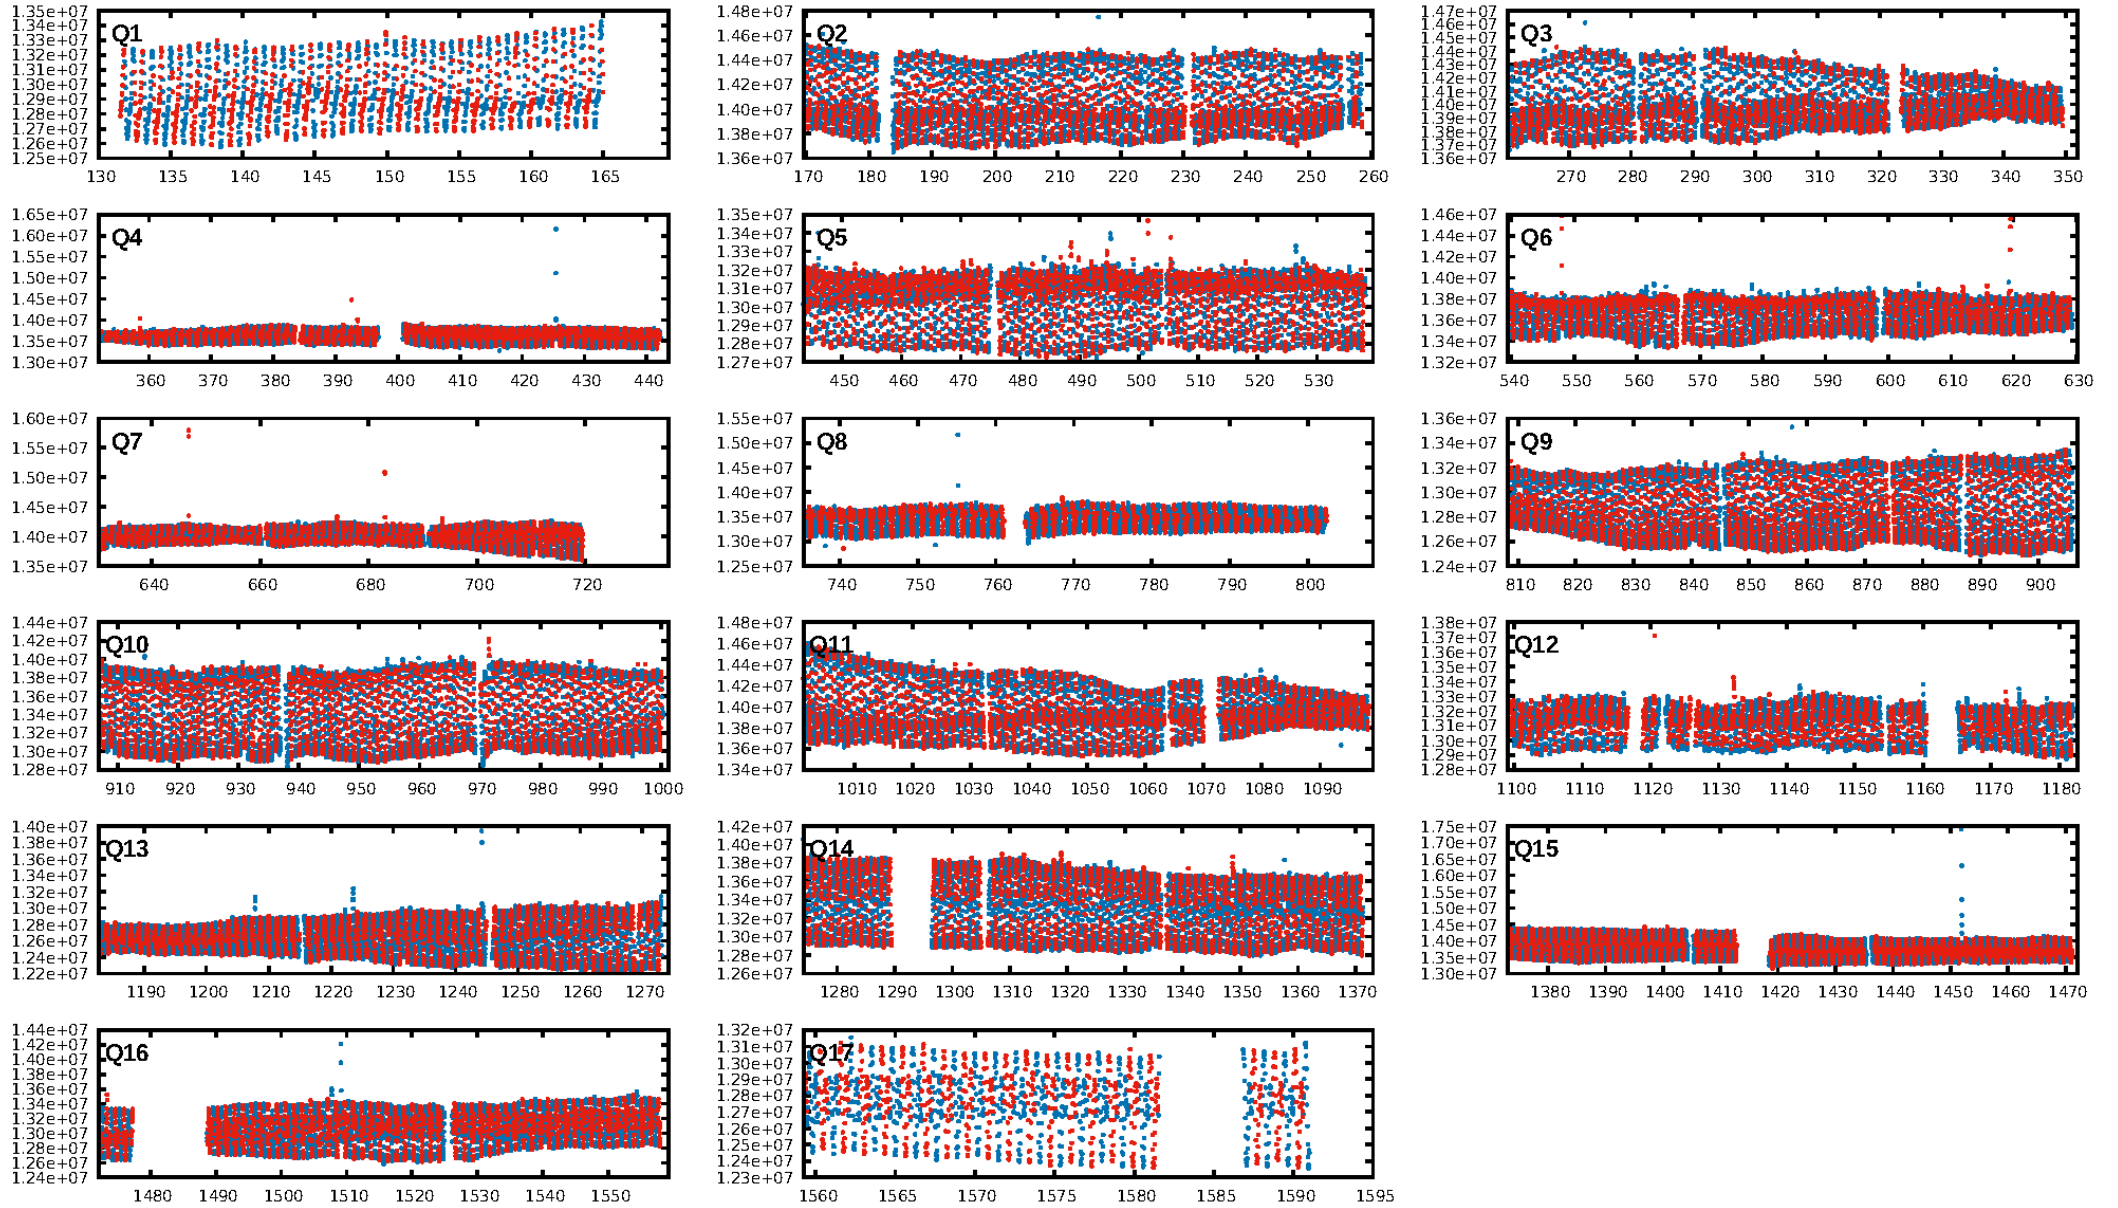 1.35e+07
1.34e+07
1.33e+07
1.32e+07
1.31e+07
1.30e+07
1.29e+07
1.28e+07
1.27e+07
1.26e+07
1.25e+07
Q1
130 135 140 145 150 155 160 165
1.48e+07
1.46e+07
1.44e+07
1.42e+07
1.40e+07
1.38e+07
1.36e+07
Q2
170 180 190 200 210 220 230 240 250 260
1.47e+07
1.46e+07
1.45e+07
1.44e+07
1.43e+07
1.42e+07
1.41e+07
1.40e+07
1.39e+07
1.38e+07
1.37e+07
1.36e+07
Q3
270 280 290 300 310 320 330 340 350
1.65e+07
1.60e+07
1.55e+07
1.50e+07
1.45e+07
1.40e+07
1.35e+07
1.30e+07
Q4
360 370 380 390 400 410 420 430 440
1.35e+07
1.34e+07
1.33e+07
1.32e+07
1.31e+07
1.30e+07
1.29e+07
1.28e+07
1.27e+07
Q5
450 460 470 480 490 500 510 520 530
1.46e+07
1.44e+07
1.42e+07
1.40e+07
1.38e+07
1.36e+07
1.34e+07
1.32e+07
Q6
540 550 560 570 580 590 600 610 620 630
1.60e+07
1.55e+07
1.50e+07
1.45e+07
1.40e+07
1.35e+07
Q7
640 660 680 700 720
1.55e+07
1.50e+07
1.45e+07
1.40e+07
1.35e+07
1.30e+07
1.25e+07
Q8
740 750 760 770 780 790 800
1.36e+07
1.34e+07
1.32e+07
1.30e+07
1.28e+07
1.26e+07
1.24e+07
Q9
810 820 830 840 850 860 870 880 890 900
1.44e+07
1.42e+07
1.40e+07
1.38e+07
1.36e+07
1.34e+07
1.32e+07
1.30e+07
1.28e+07
Q10
910 920 930 940 950 960 970 980 990 1000
1.48e+07
1.46e+07
1.44e+07
1.42e+07
1.40e+07
1.38e+07
1.36e+07
1.34e+07
Q11
1010 1020 1030 1040 1050 1060 1070 1080 1090
1.38e+07
1.37e+07
1.36e+07
1.35e+07
1.34e+07
1.33e+07
1.32e+07
1.31e+07
1.30e+07
1.29e+07
1.28e+07
Q12
1100 1110 1120 1130 1140 1150 1160 1170 1180
1.40e+07
1.38e+07
1.36e+07
1.34e+07
1.32e+07
1.30e+07
1.28e+07
1.26e+07
1.24e+07
1.22e+07
Q13
1190 1200 1210 1220 1230 1240 1250 1260 1270
1.42e+07
1.40e+07
1.38e+07
1.36e+07
1.34e+07
1.32e+07
1.30e+07
1.28e+07
1.26e+07
Q14
1280 1290 1300 1310 1320 1330 1340 1350 1360 1370
1.75e+07
1.70e+07
1.65e+07
1.60e+07
1.55e+07
1.50e+07
1.45e+07
1.40e+07
1.35e+07
1.30e+07
Q15
1380 1390 1400 1410 1420 1430 1440 1450 1460 1470
1.44e+07
1.42e+07
1.40e+07
1.38e+07
1.36e+07
1.34e+07
1.32e+07
1.30e+07
1.28e+07
1.26e+07
1.24e+07
Q16
1480 1490 1500 1510 1520 1530 1540 1550
1.32e+07
1.31e+07
1.30e+07
1.29e+07
1.28e+07
1.27e+07
1.26e+07
1.25e+07
1.24e+07
1.23e+07
Q17
1560 1565 1570 1575 1580 1585 1590 1595